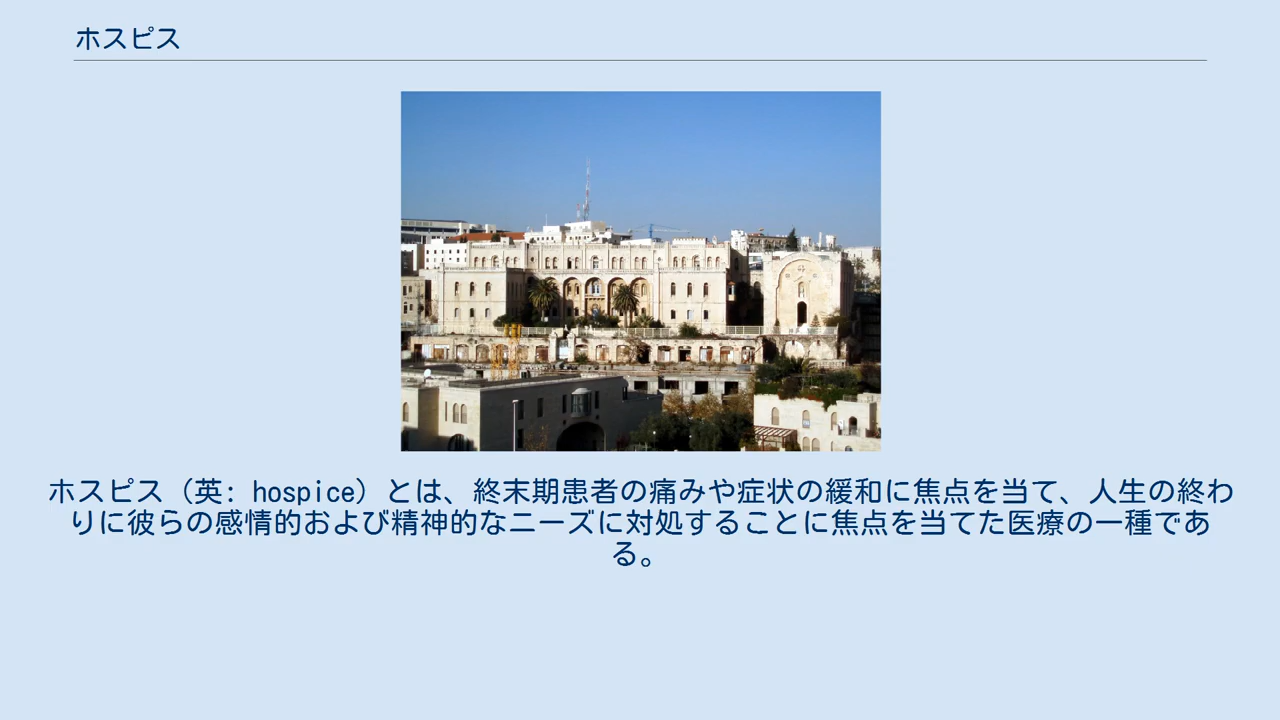 ホスピス
ホスピス（英: hospice）とは、終末期患者の痛みや症状の緩和に焦点を当て、人生の終わ
りに彼らの感情的および精神的なニーズに対処することに焦点を当てた医療の一種であ
る。